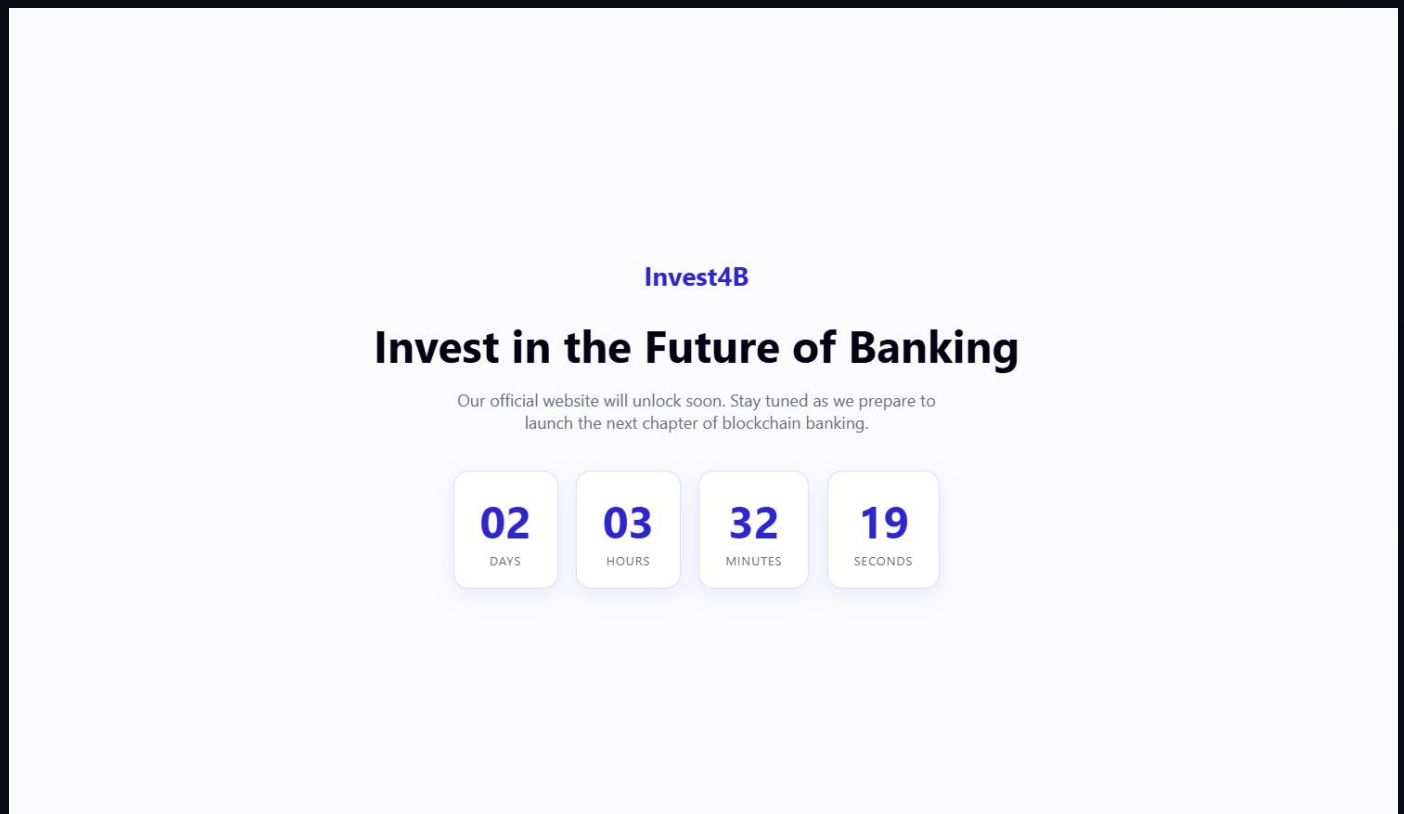 Invest4B
Invest in the Future of Banking
Our official website will unlock soon. Stay tuned as we prepare to
launch the next chapter of blockchain banking.
02 03 32 19
DAYS HOURS MINUTES SECONDS